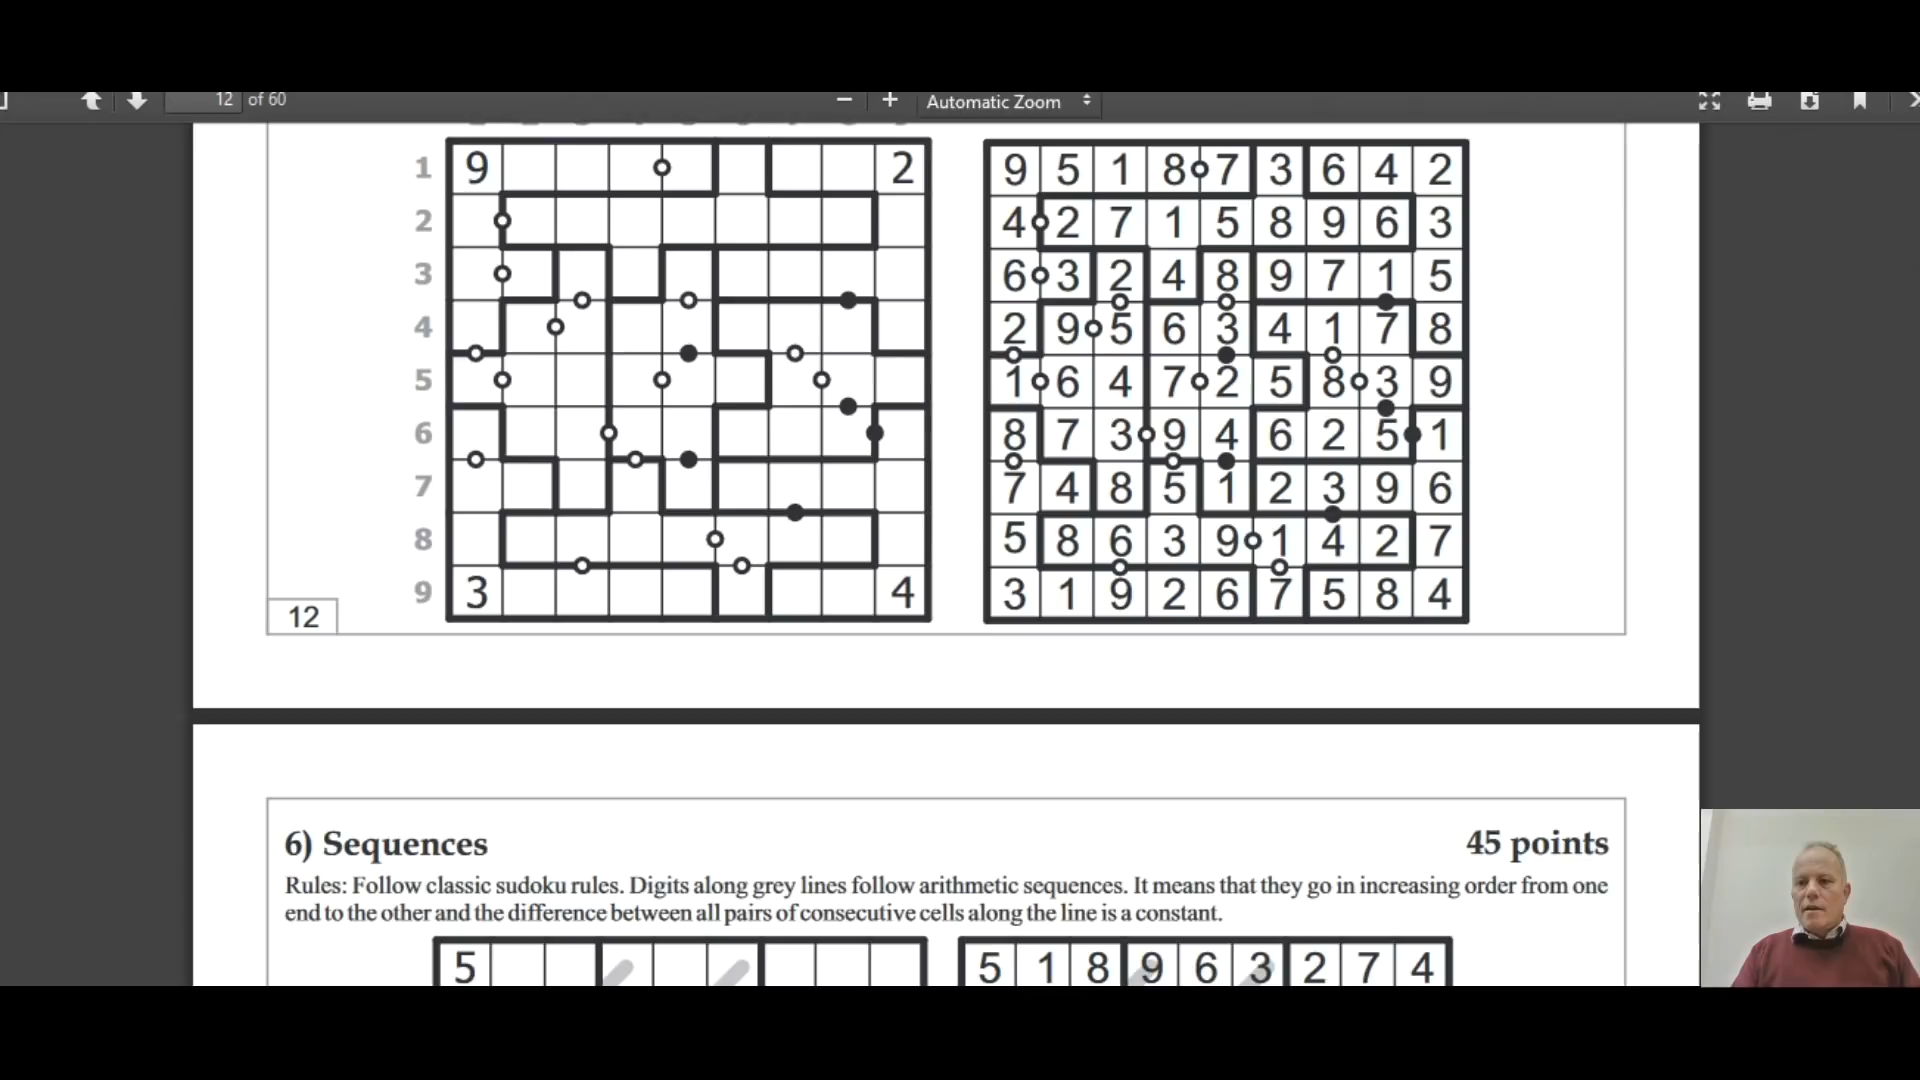 12 of 60
Automatic Zoom
1 9 2 9 5 1 8 7 3 6 4 2
2 4 2 7 1 5 8 9 6 3
3 6 3 2 4 8 9 7 1 5
4 2 9 5 6 3 4 1 7 8
5 1 6 4 7 2 5 8 3 9
6 8 7 3 9 4 6 2 5 1
7 7 4 8 5 1 2 3 9 6
8 5 8 6 3 9 1 4 2 7
9 3 4 3 1 9 2 6 7 5 8 4
12
6) Sequences 45 points
Rules: Follow classic sudoku rules. Digits along grey lines follow arithmetic sequences. It means that they go in increasing order from one
end to the other and the difference between all pairs of consecutive cells along the line is a constant.
5 5 1 8 9 6 3 2 7 4